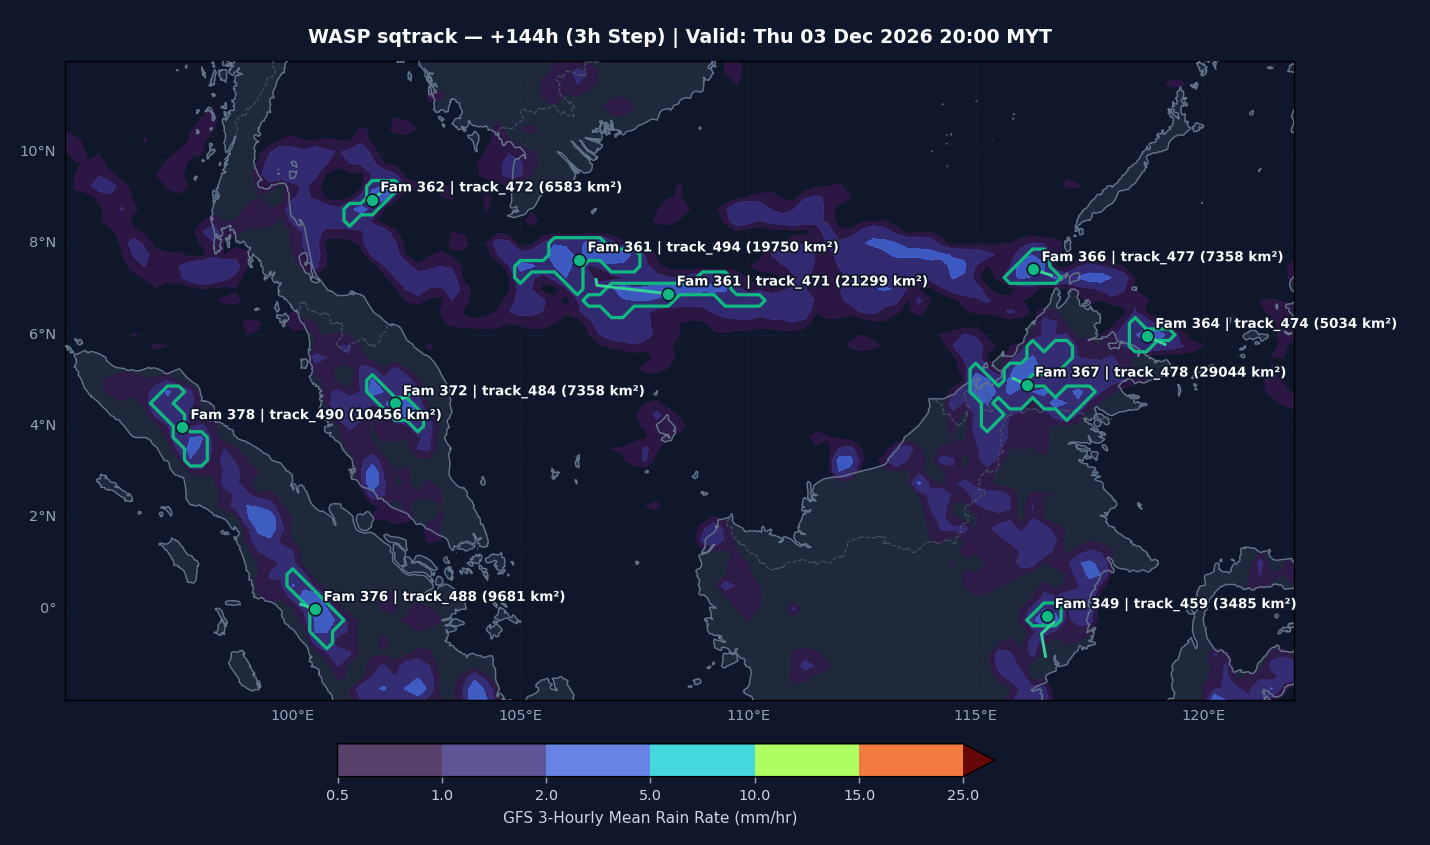 WASP sqtrack — +144h (3h Step) | Valid: Thu 03 Dec 2026 20:00 MYT
10°N
8°N
6°N
4°N
2°N
0°
Fam 362 | track_472 (6583 km²)
Fam 361 | track_494 (19750 km²)
Fam 366 | track_477 (7358 km²)
Fam 361 | track_471 (21299 km²)
Fam 364 | track_474 (5034 km²)
Fam 367 | track_478 (29044 km²)
Fam 372 | track_484 (7358 km²)
Fam 378 | track_490 (10456 km²)
Fam 376 | track_488 (9681 km²)
Fam 349 | track_459 (3485 km²)
100°E 105°E 110°E 115°E 120°E
0.5 1.0 2.0 5.0 10.0 15.0 25.0
GFS 3-Hourly Mean Rain Rate (mm/hr)